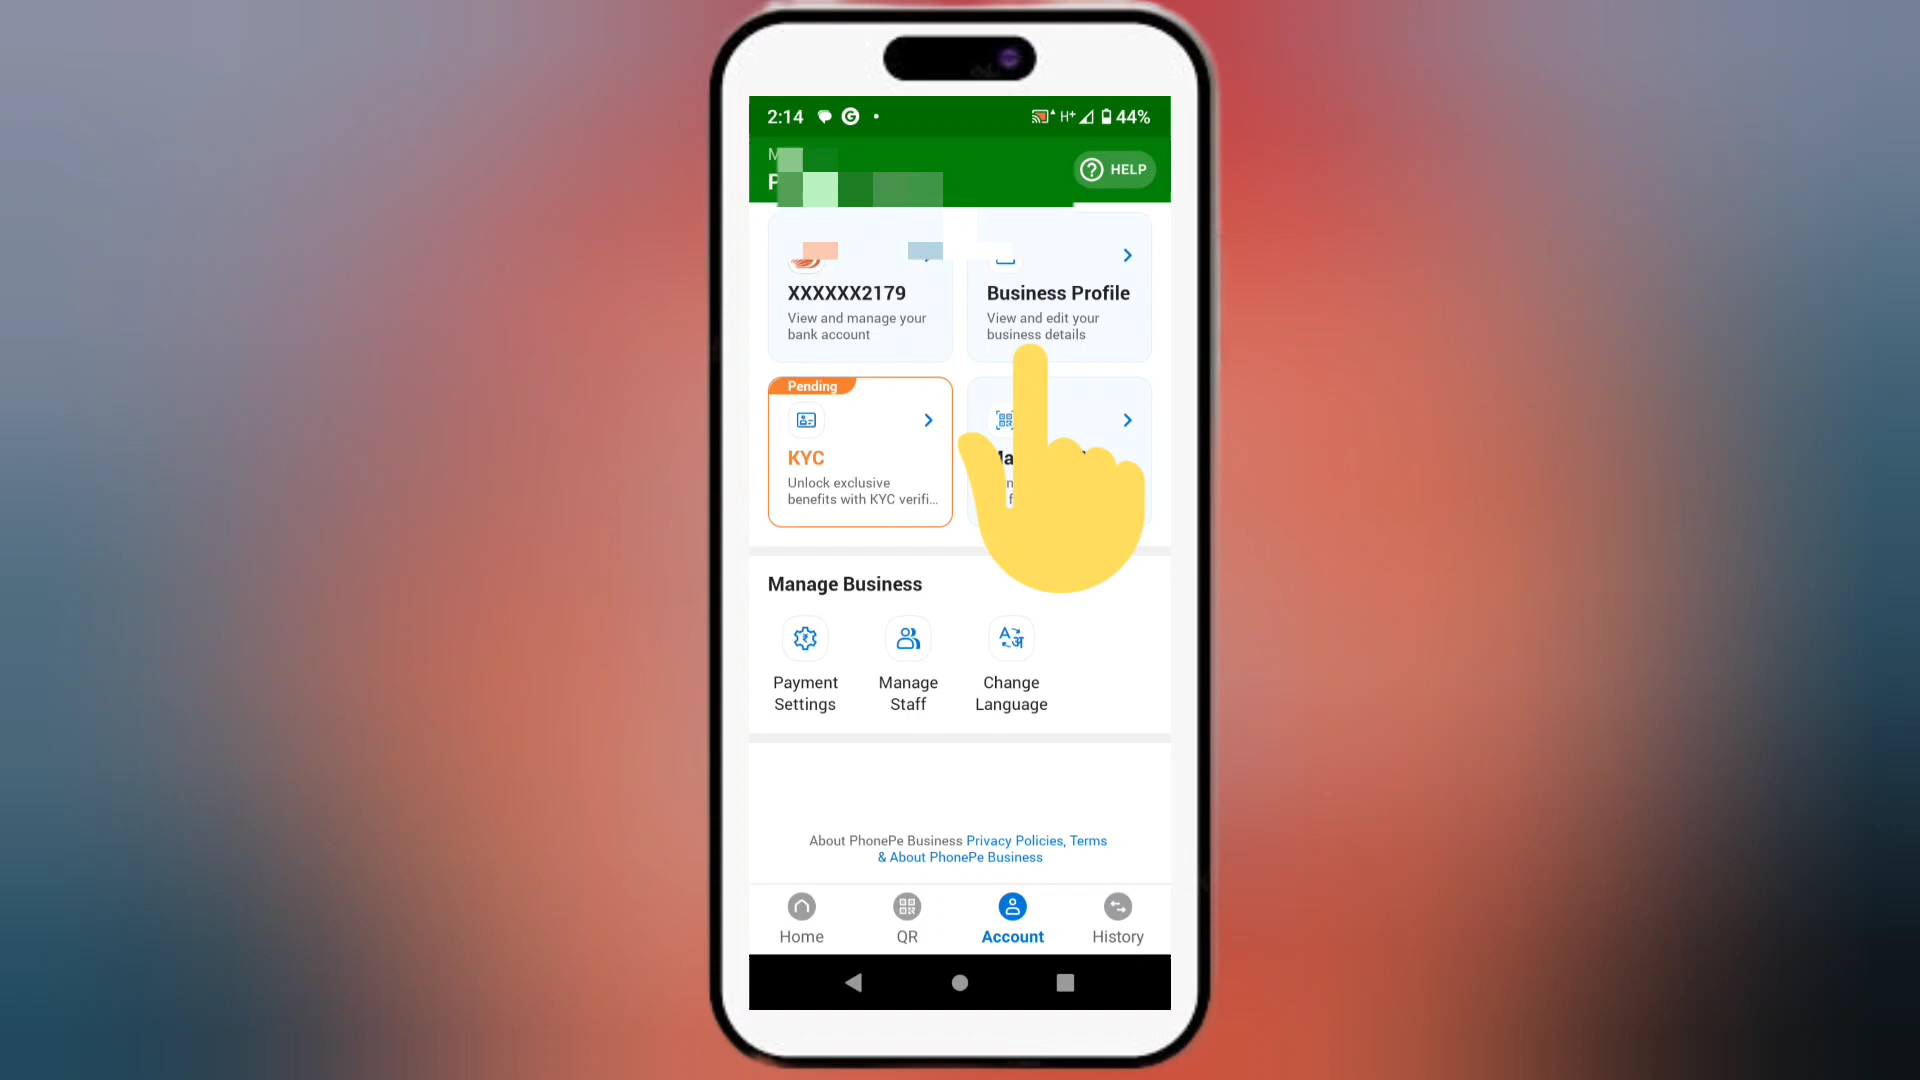 2:14
H+ 44%
HELP
XXXXXX2179
View and manage your
bank account
Business Profile
View and edit your
business details
Pending
KYC
Unlock exclusive
benefits with KYC verifi...
Manage Business
Payment
Settings
Manage
Staff
Change
Language
About PhonePe Business Privacy Policies, Terms
& About PhonePe Business
Home
QR
Account
History